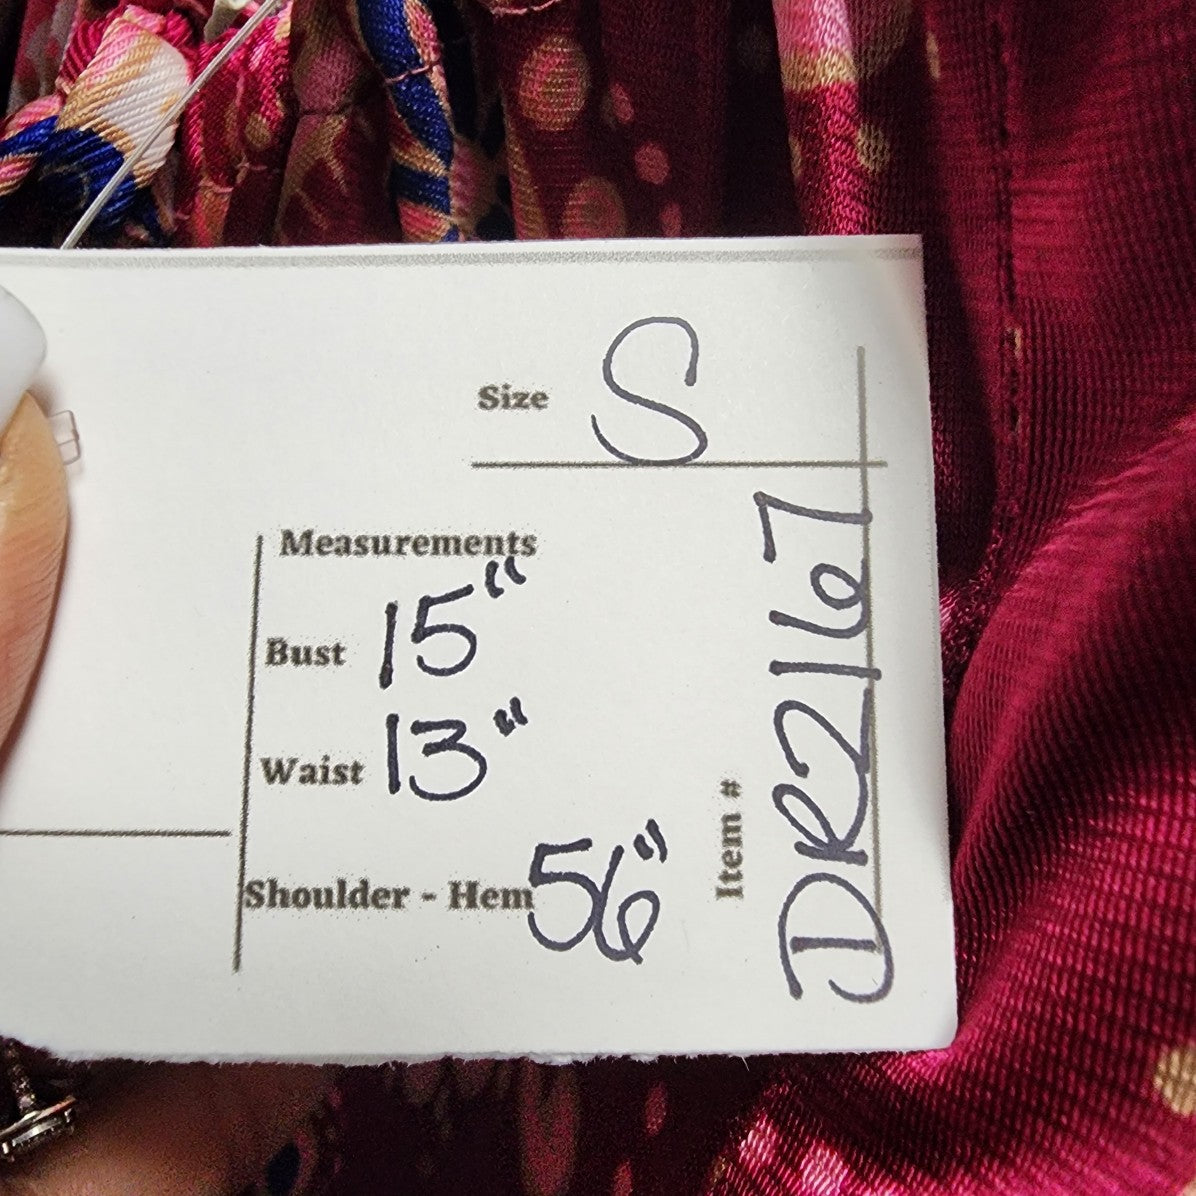 Size S
Measurements
Bust 15"
Waist 13"
Shoulder - Hem 56"
Item # DR2167